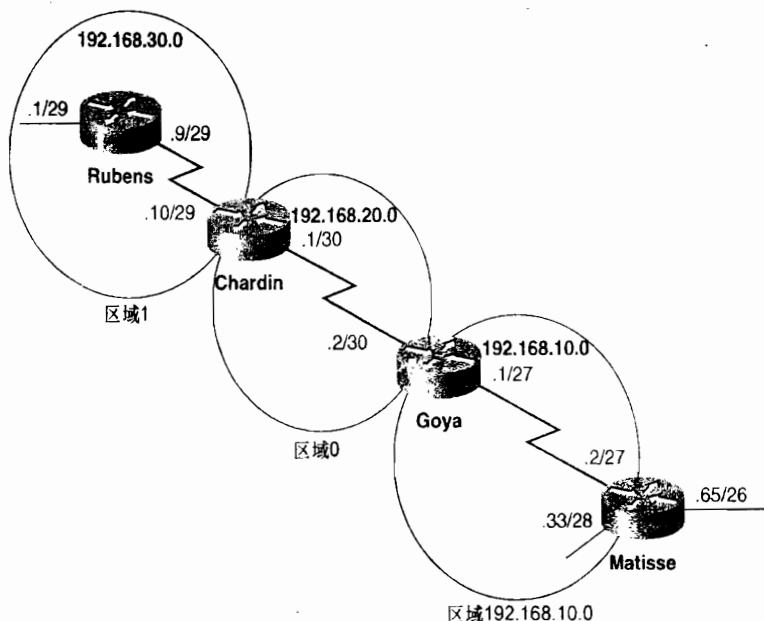 192.168.30.0
.1/29
.9/29
Rubens
.10/29
192.168.20.0
.1/30
Chardin
区域1
.2/30
192.168.10.0
.1/27
Goya
区域0
.2/27
.65/26
.33/28
Matisse
区域192.168.10.0